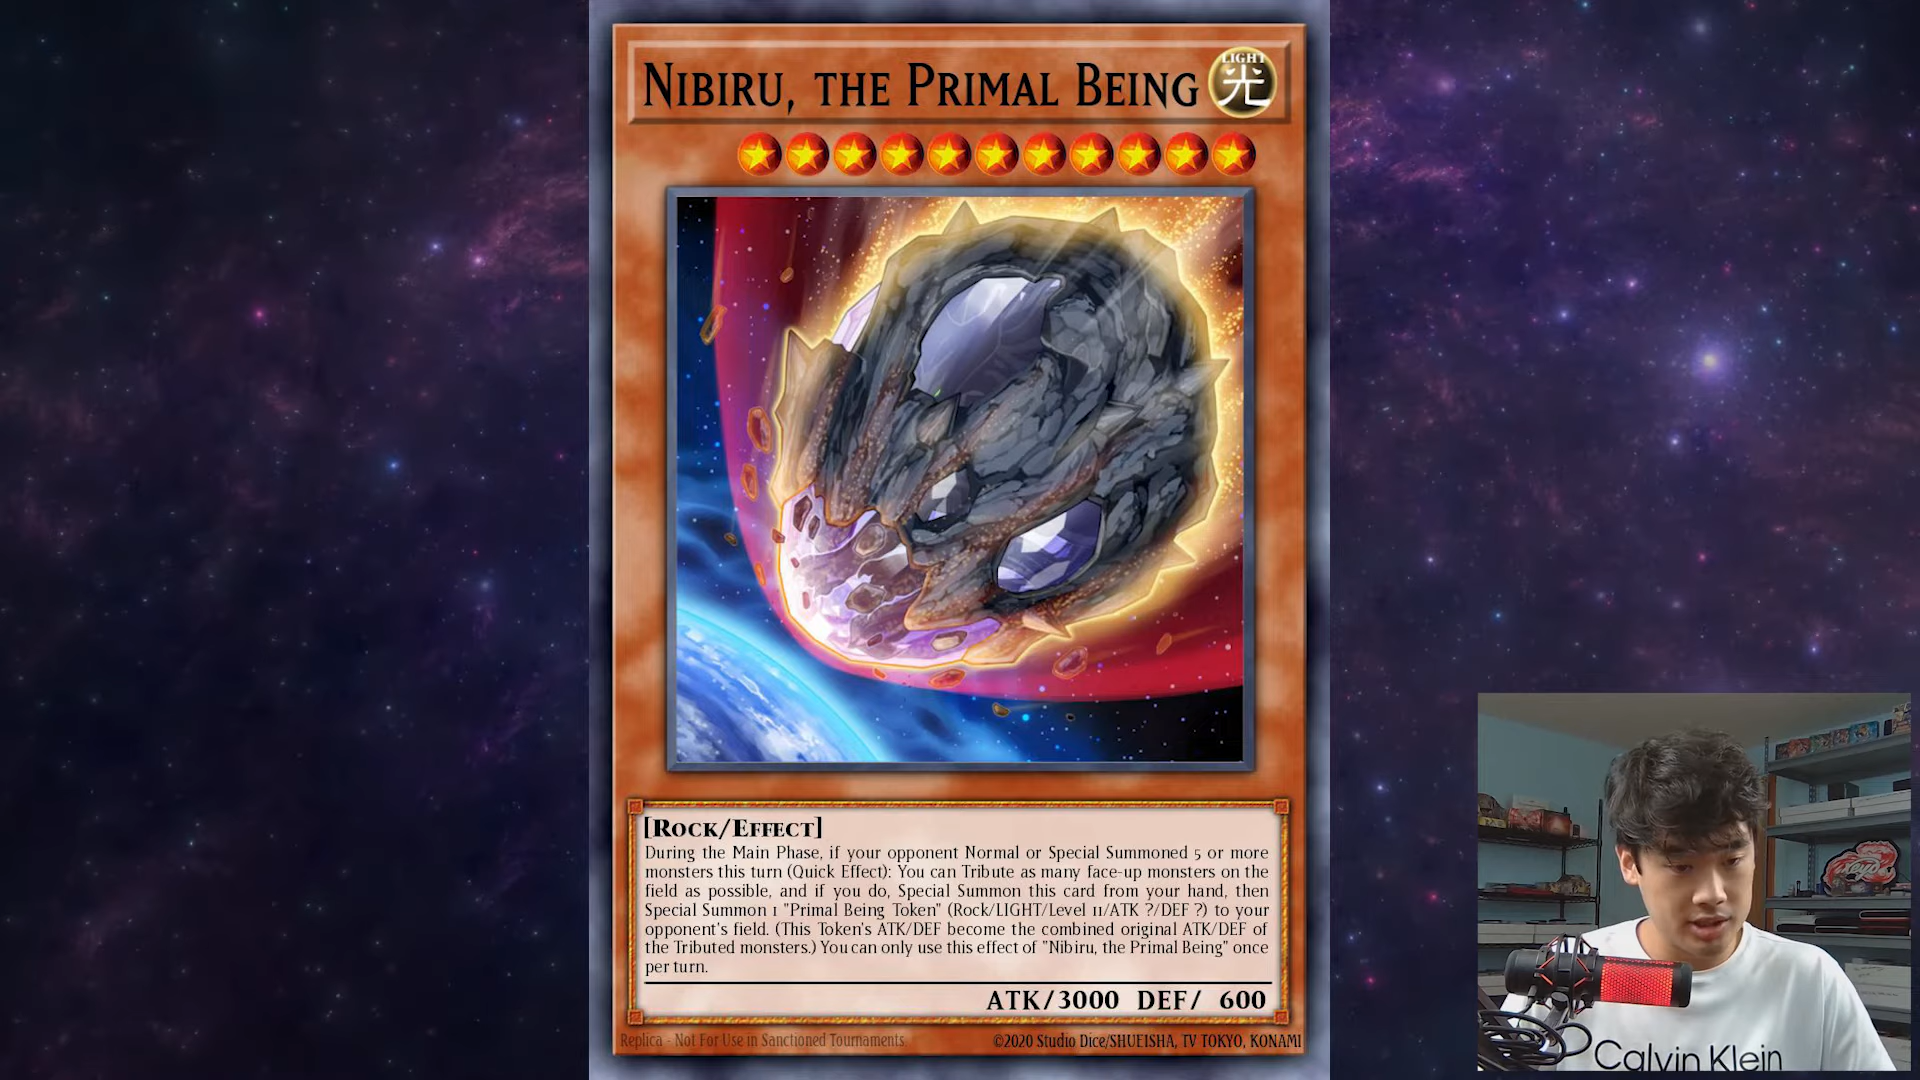 NIBIRU, THE PRIMAL BEING
LIGHT
光
[ROCK/EFFECT]
During the Main Phase, if your opponent Normal or Special Summoned 5 or more
monsters this turn (Quick Effect): You can Tribute as many face-up monsters on the
field as possible, and if you do, Special Summon this card from your hand, then
Special Summon 1 "Primal Being Token" (Rock/LIGHT/Level 11/ATK ?/DEF ?) to your
opponent's field. (This Token's ATK/DEF become the combined original ATK/DEF of
the Tributed monsters.) You can only use this effect of "Nibiru, the Primal Being" once
per turn.
ATK/3000 DEF/ 600
Replica - Not For Use in Sanctioned Tournaments
©2020 Studio Dice/SHUEISHA, TV TOKYO, KONAMI
Calvin Klein